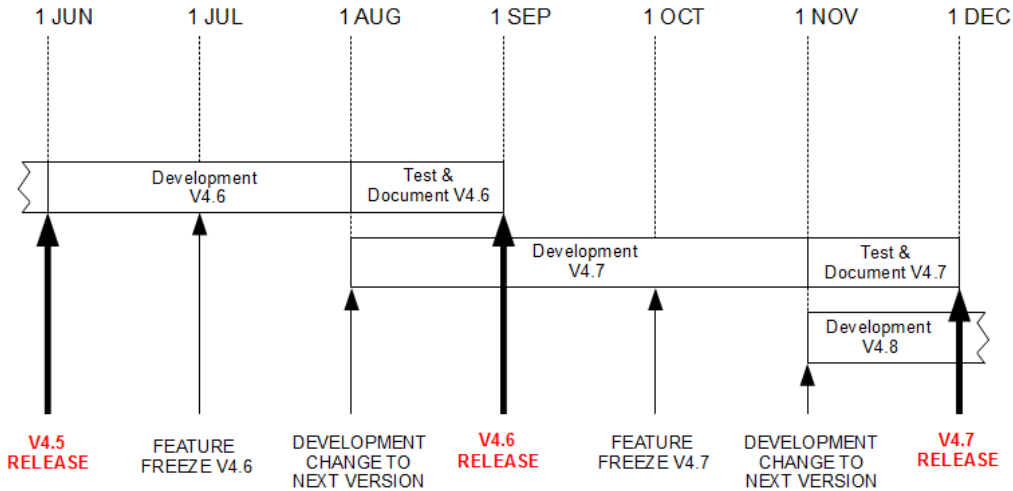 1 JUN
1 JUL
1 AUG
1 SEP
1 OCT
1 NOV
1 DEC
Development
V4.6
Test &
Document V4.6
Development
V4.7
Test &
Document V4.7
Development
V4.8
V4.5
RELEASE
FEATURE
FREEZE V4.6
DEVELOPMENT
CHANGE TO
NEXT VERSION
V4.6
RELEASE
FEATURE
FREEZE V4.7
DEVELOPMENT
CHANGE TO
NEXT VERSION
V4.7
RELEASE